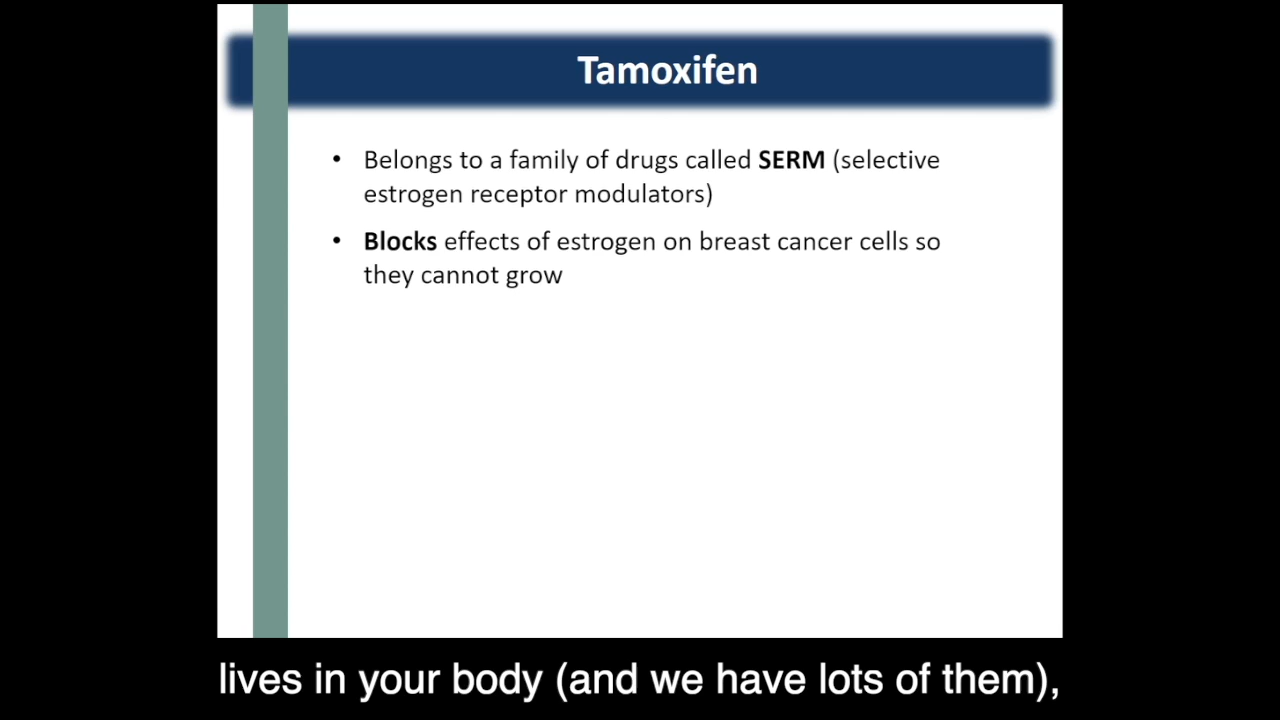 Tamoxifen
• Belongs to a family of drugs called SERM (selective
estrogen receptor modulators)
• Blocks effects of estrogen on breast cancer cells so
they cannot grow
lives in your body (and we have lots of them),